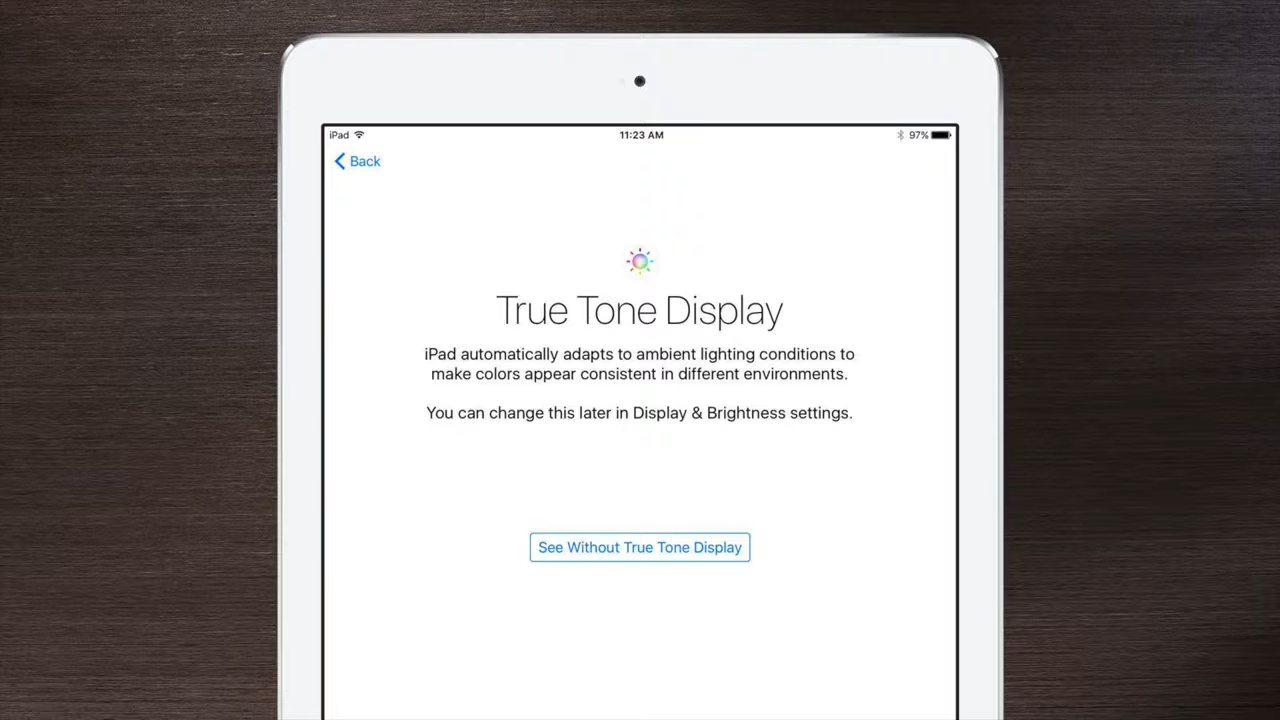 iPad 11:23 AM 97%
Back
True Tone Display
iPad automatically adapts to ambient lighting conditions to
make colors appear consistent in different environments.
You can change this later in Display & Brightness settings.
See Without True Tone Display